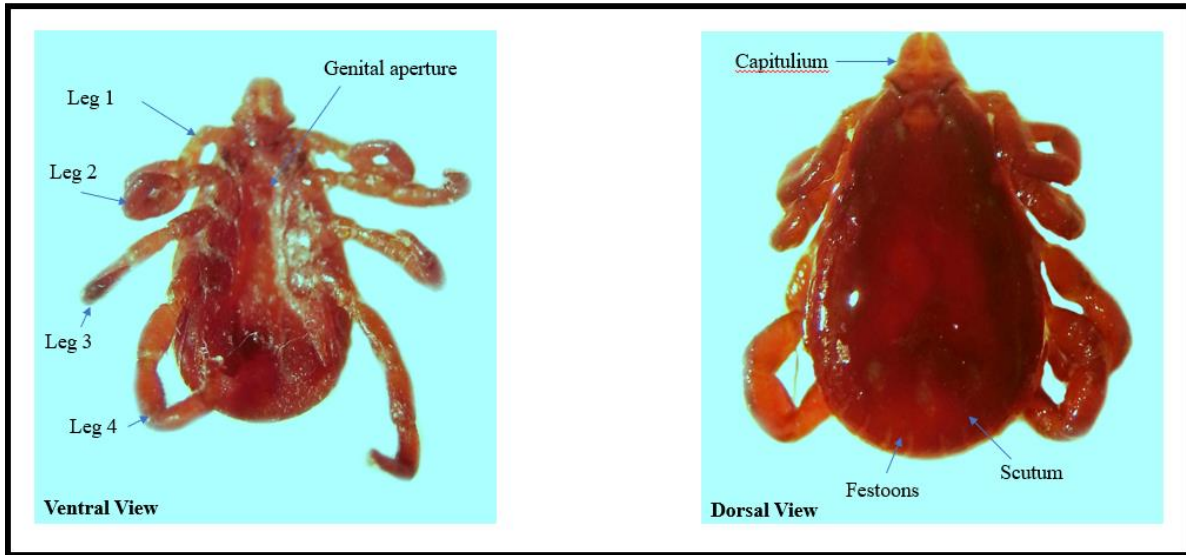 Genital aperture
Leg 1
Leg 2
Leg 3
Leg 4
Ventral View
Capitulium
Scutum
Festoons
Dorsal View